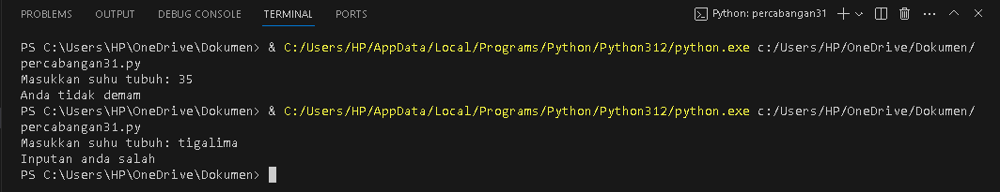 PROBLEMS OUTPUT DEBUG CONSOLE TERMINAL PORTS Python: percabangan31
PS C:\Users\HP\OneDrive\Dokumen> & C:/Users/HP/AppData/Local/Programs/Python/Python312/python.exe c:/Users/HP/OneDrive/Dokumen/
percabangan31.py
Masukkan suhu tubuh: 35
Anda tidak demam
PS C:\Users\HP\OneDrive\Dokumen> & C:/Users/HP/AppData/Local/Programs/Python/Python312/python.exe c:/Users/HP/OneDrive/Dokumen/
percabangan31.py
Masukkan suhu tubuh: tigalima
Inputan anda salah
PS C:\Users\HP\OneDrive\Dokumen>